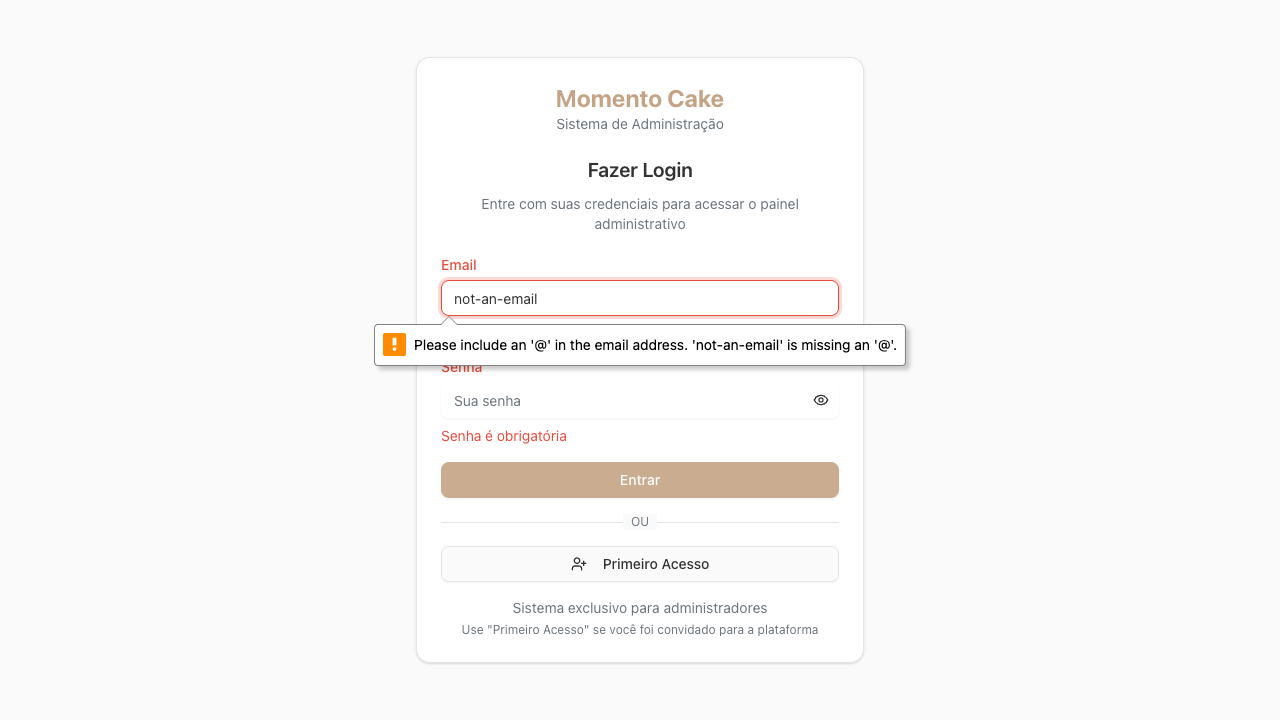 Momento Cake
Sistema de Administração
Fazer Login
Entre com suas credenciais para acessar o painel
administrativo
Email
not-an-email
Please include an '@' in the email address. 'not-an-email' is missing an '@'.
Senha
Sua senha
Senha é obrigatória
Entrar
OU
Primeiro Acesso
Sistema exclusivo para administradores
Use "Primeiro Acesso" se você foi convidado para a plataforma